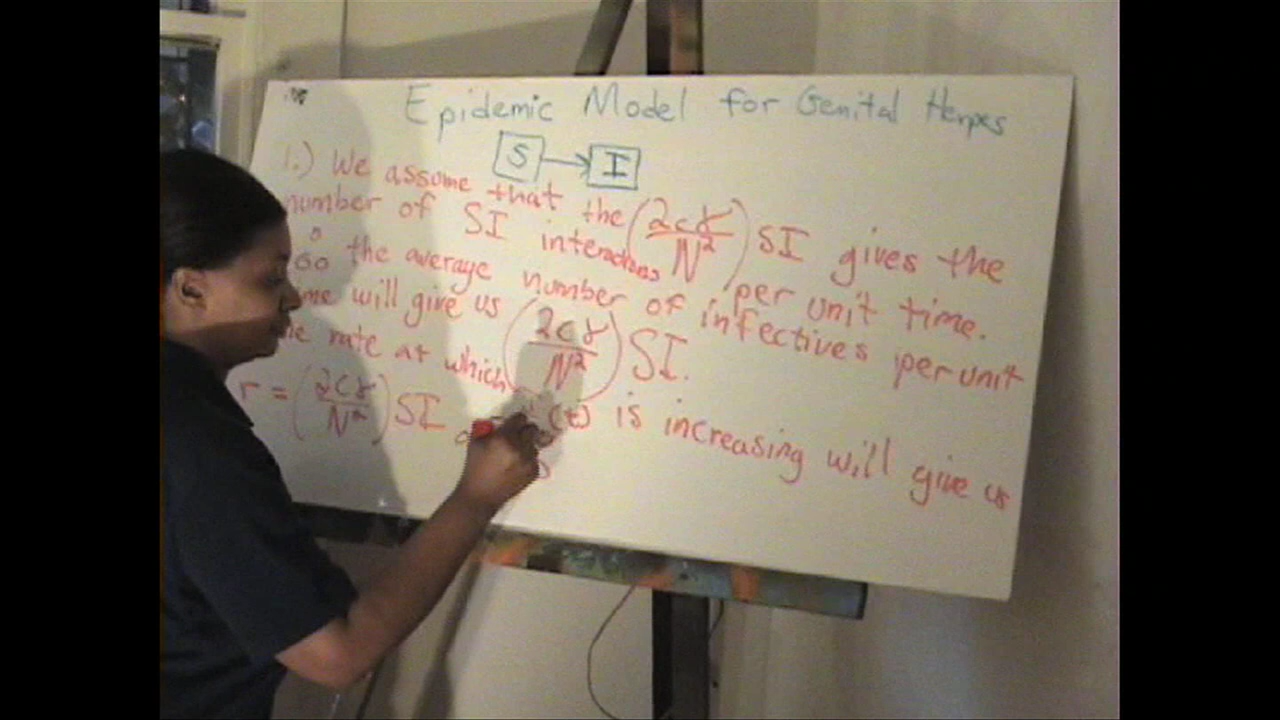 Epidemic Model for Genital Herpes
S → I
1.) We assume that the (2cγ/N²) SI gives the
number of SI interactions per unit time.
So the average number of infectives per unit
will give us (2cγ/N²) SI.
rate at which (t) is increasing will give us
r = (2cγ/N²) SI